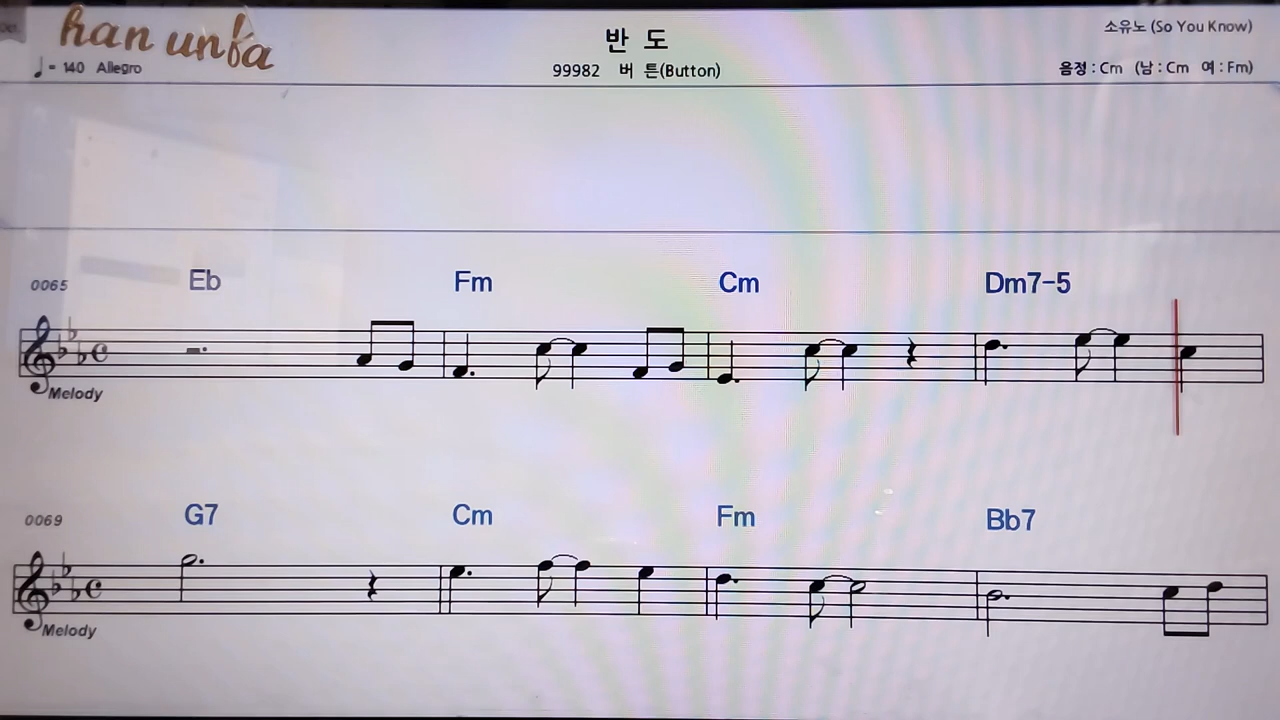 han unfa
반 도
소유노 (So You Know)
♩= 140 Allegro
99982 버 튼(Button)
음정 : Cm (남 : Cm 여 : Fm)
Eb Fm Cm Dm7-5
0065
Melody
G7 Cm Fm Bb7
0069
Melody